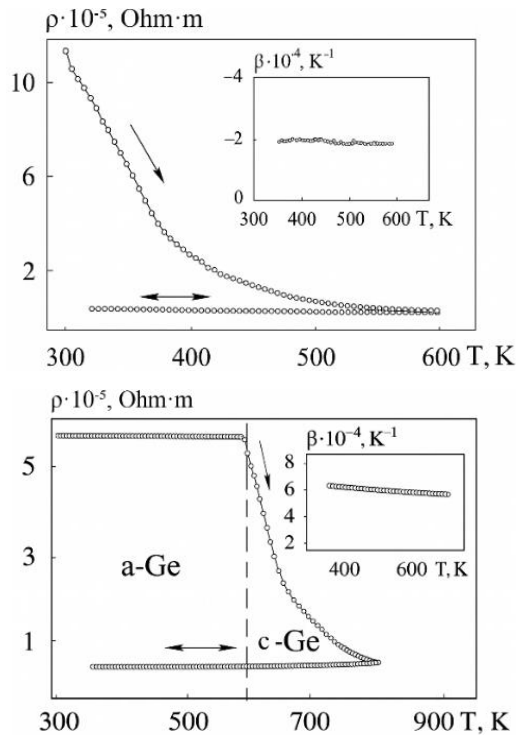 ρ·10⁻⁵, Ohm·m
10
6
2
300
400
500
600 T, K
β·10⁻⁴, K⁻¹
−4
−2
0
300
400
500
600 T, K
ρ·10⁻⁵, Ohm·m
5
3
1
a-Ge
c-Ge
300
500
700
900 T, K
β·10⁻⁴, K⁻¹
8
6
4
2
400
600 T, K